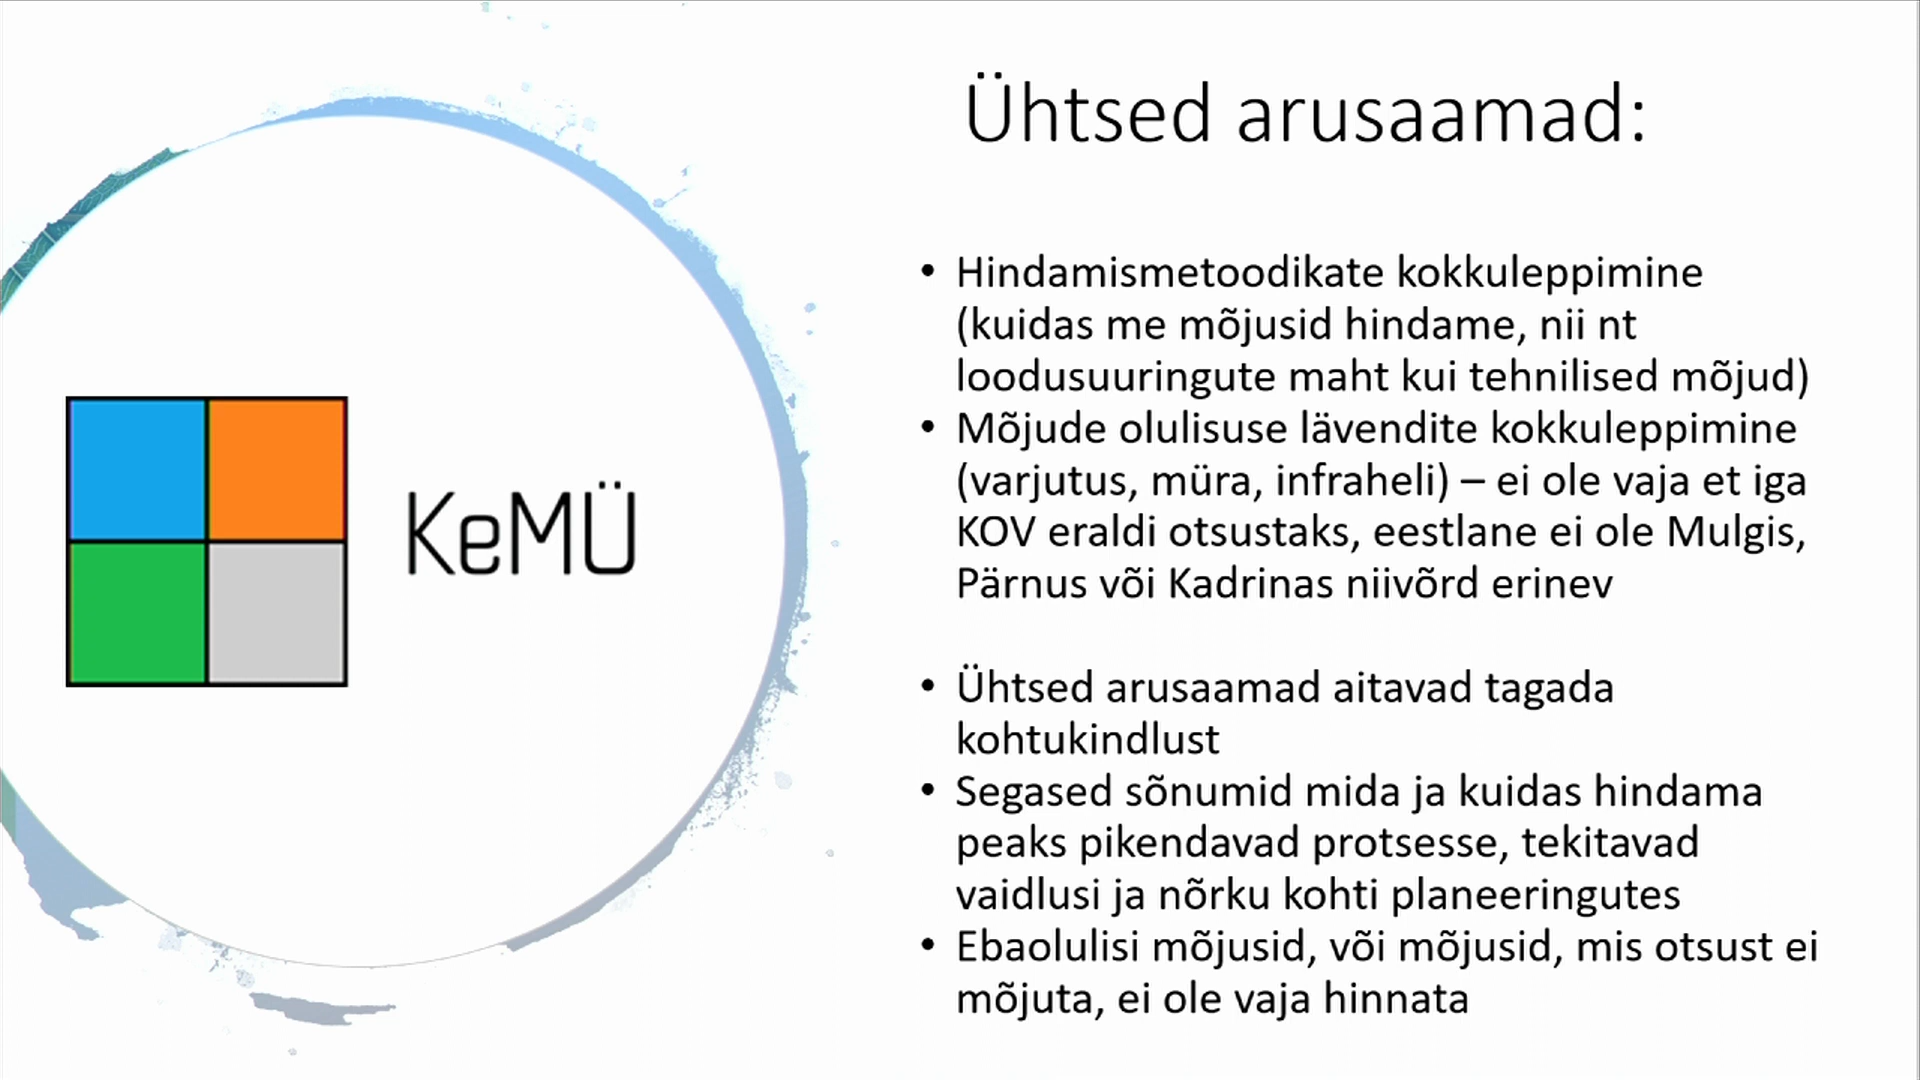 Ühtsed arusaamad:
• Hindamismetoodikate kokkuleppimine
(kuidas me mõjusid hindame, nii nt
loodusuuringute maht kui tehnilised mõjud)
• Mõjude olulisuse lävendite kokkuleppimine
(varjutus, müra, infraheli) – ei ole vaja et iga
KOV eraldi otsustaks, eestlane ei ole Mulgis,
Pärnus või Kadrinas niivõrd erinev
• Ühtsed arusaamad aitavad tagada
kohtukindlust
• Segased sõnumid mida ja kuidas hindama
peaks pikendavad protsesse, tekitavad
vaidlusi ja nõrku kohti planeeringutes
• Ebaolulisi mõjusid, või mõjusid, mis otsust ei
mõjuta, ei ole vaja hinnata
KeMÜ